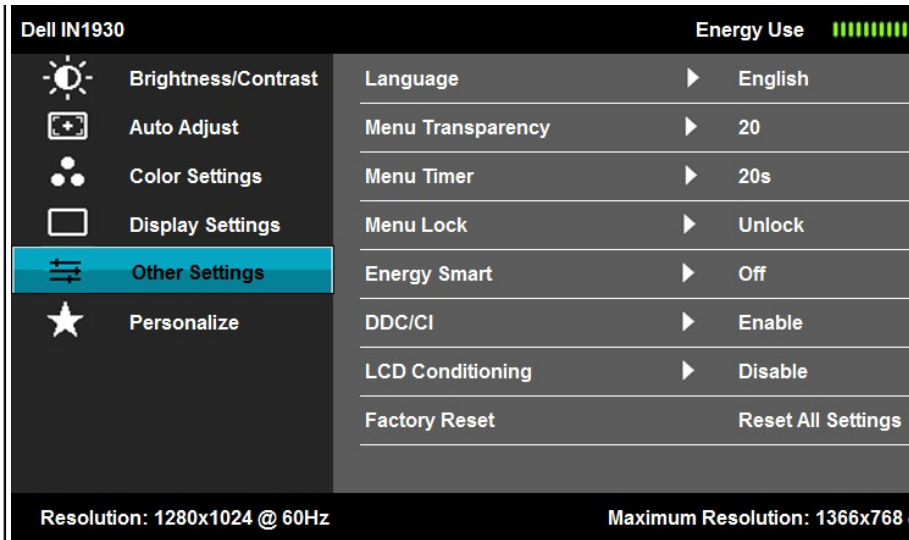 Dell IN1930 Energy Use
Brightness/Contrast
Auto Adjust
Color Settings
Display Settings
Other Settings
Personalize
Language English
Menu Transparency 20
Menu Timer 20s
Menu Lock Unlock
Energy Smart Off
DDC/CI Enable
LCD Conditioning Disable
Factory Reset Reset All Settings
Resolution: 1280x1024 @ 60Hz Maximum Resolution: 1366x768